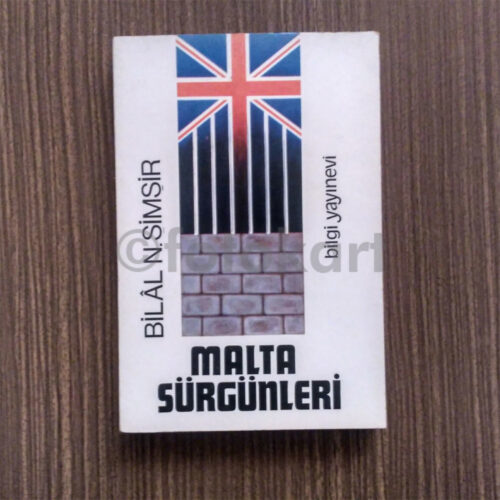 BİLÂL N. ŞİMŞİR
bilgi yayınevi
MALTA
SÜRGÜNLERİ